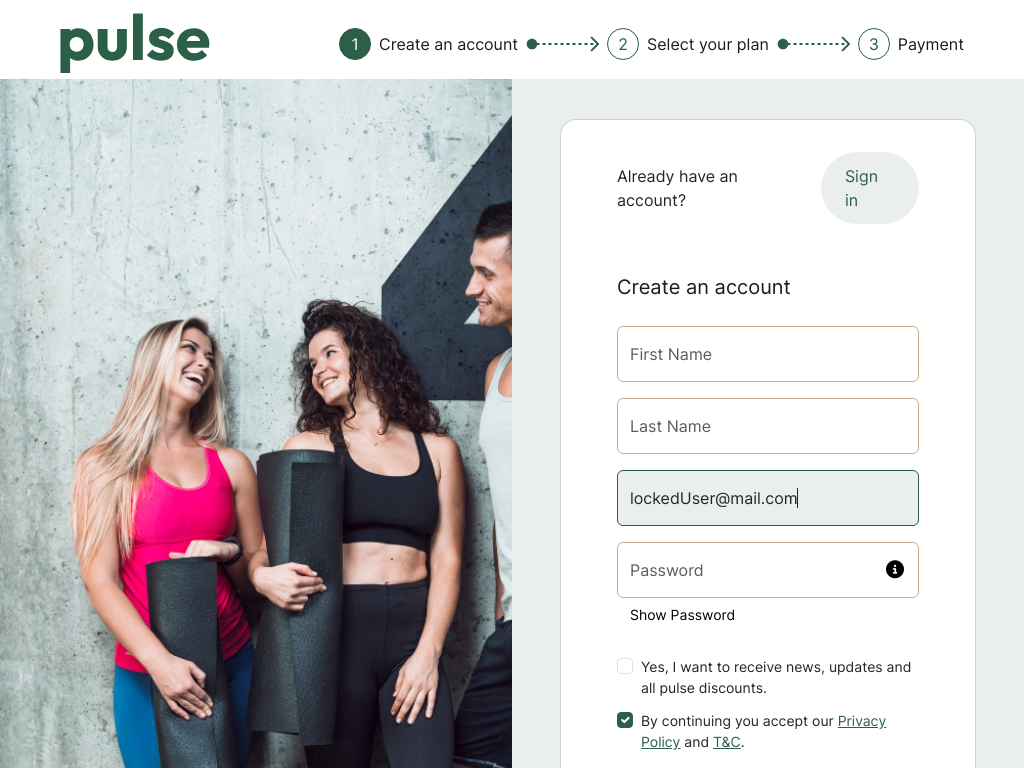 pulse
1 Create an account 2 Select your plan 3 Payment
Already have an
account?
Sign
in
Create an account
First Name
Last Name
lockedUser@mail.com
Password
Show Password
Yes, I want to receive news, updates and
all pulse discounts.
By continuing you accept our Privacy
Policy and T&C.